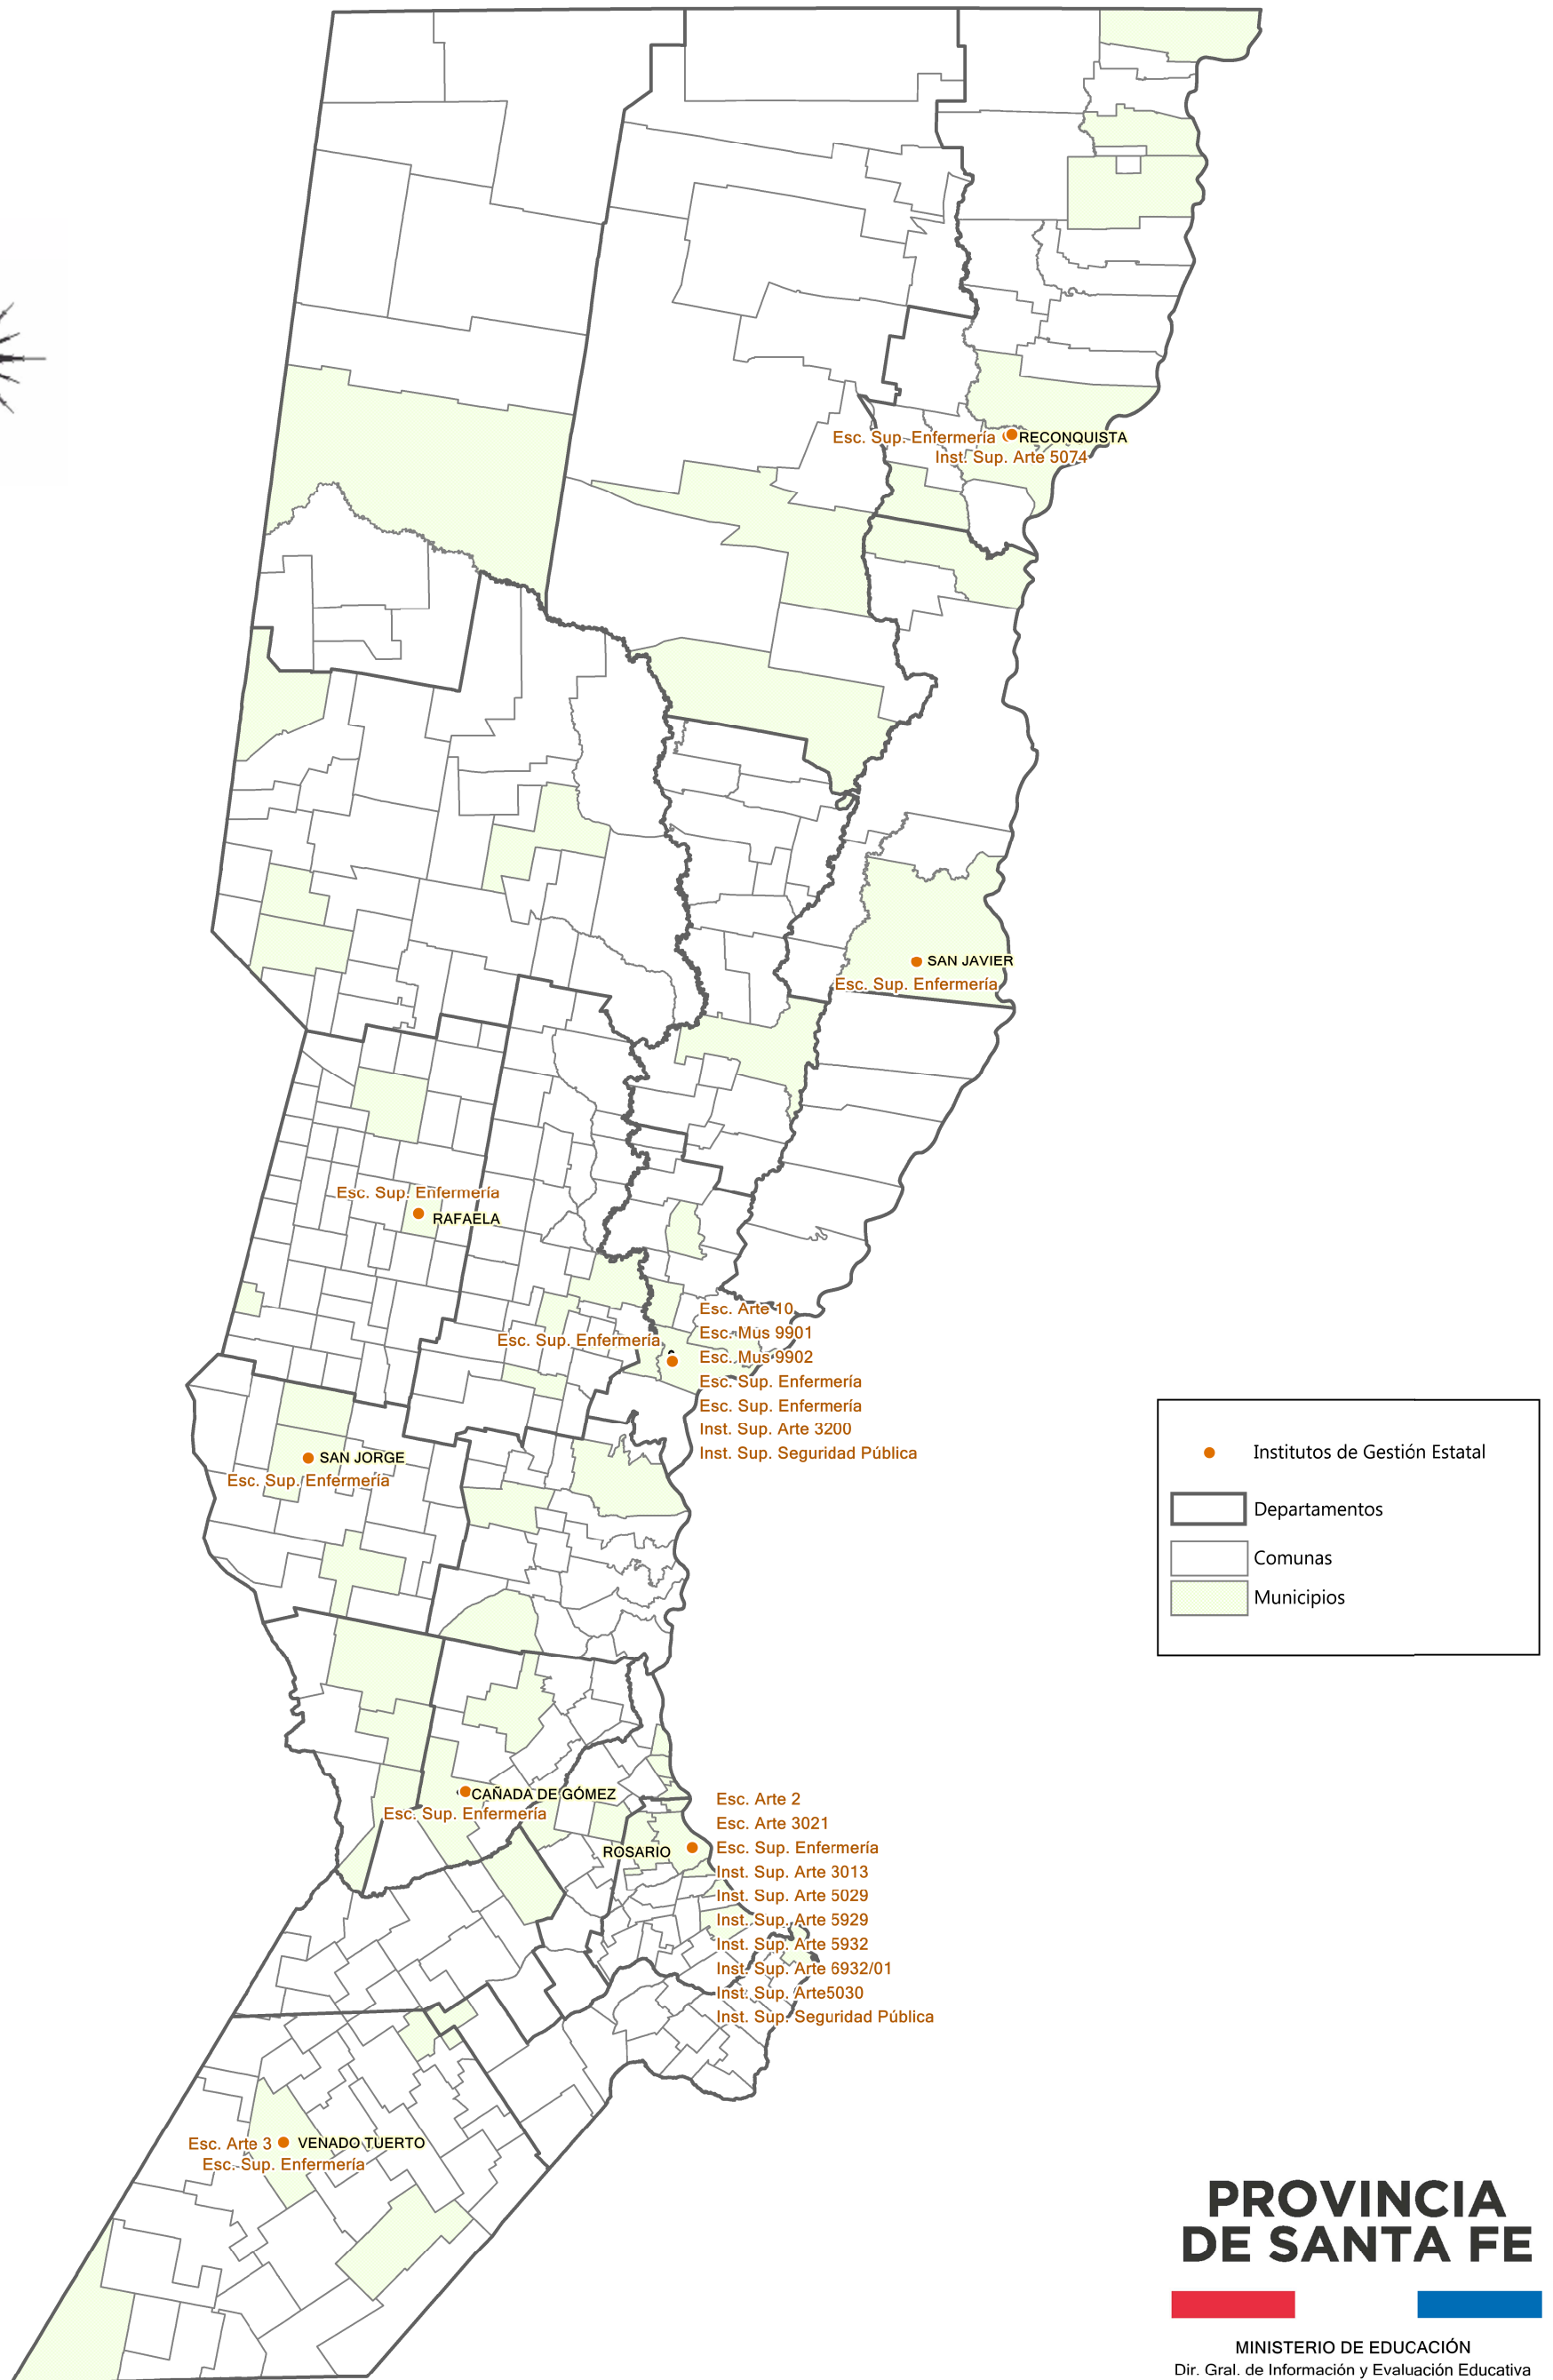 Esc. Sup. Enfermería
RECONQUISTA
Inst. Sup. Arte 5074
SAN JAVIER
Esc. Sup. Enfermería
Esc. Sup. Enfermería
RAFAELA
Esc. Sup. Enfermería
Esc. Arte 10
Esc. Mus 9901
Esc. Mus 9902
Esc. Sup. Enfermería
Esc. Sup. Enfermería
Inst. Sup. Arte 3200
Inst. Sup. Seguridad Pública
SAN JORGE
Esc. Sup. Enfermería
Institutos de Gestión Estatal
Departamentos
Comunas
Municipios
CAÑADA DE GÓMEZ
Esc. Sup. Enfermería
ROSARIO
Esc. Arte 2
Esc. Arte 3021
Esc. Sup. Enfermería
Inst. Sup. Arte 3013
Inst. Sup. Arte 5029
Inst. Sup. Arte 5929
Inst. Sup. Arte 5932
Inst. Sup. Arte 6932/01
Inst. Sup. Arte5030
Inst. Sup. Seguridad Pública
Esc. Arte 3
VENADO TUERTO
Esc. Sup. Enfermería
PROVINCIA
DE SANTA FE
MINISTERIO DE EDUCACIÓN
Dir. Gral. de Información y Evaluación Educativa